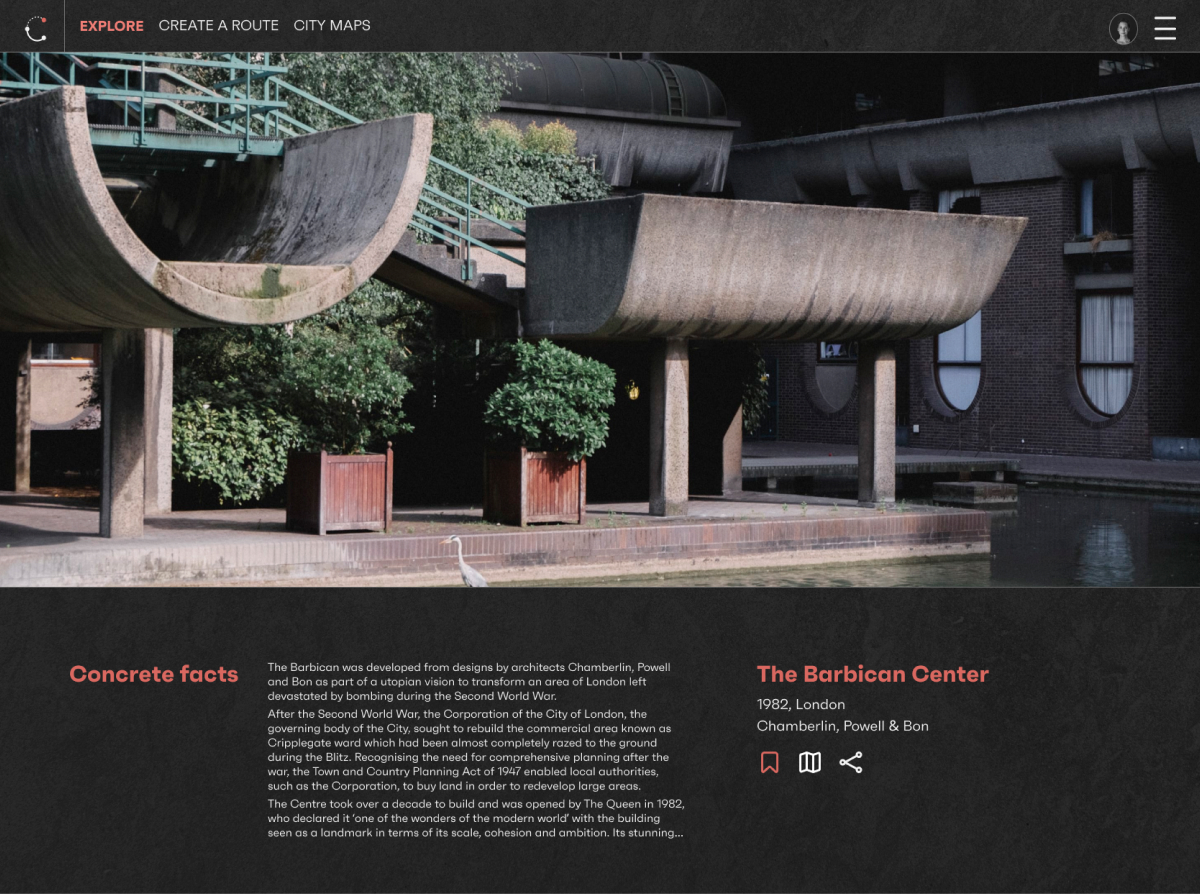 EXPLORE CREATE A ROUTE CITY MAPS
Concrete facts
The Barbican was developed from designs by architects Chamberlin, Powell
and Bon as part of a utopian vision to transform an area of London left
devastated by bombing during the Second World War.
After the Second World War, the Corporation of the City of London, the
governing body of the City, sought to rebuild the commercial area known as
Cripplegate ward which had been almost completely razed to the ground
during the Blitz. Recognising the need for comprehensive planning after the
war, the Town and Country Planning Act of 1947 enabled local authorities,
such as the Corporation, to buy land in order to redevelop large areas.
The Centre took over a decade to build and was opened by The Queen in 1982,
who declared it ‘one of the wonders of the modern world’ with the building
seen as a landmark in terms of its scale, cohesion and ambition. Its stunning...
The Barbican Center
1982, London
Chamberlin, Powell & Bon